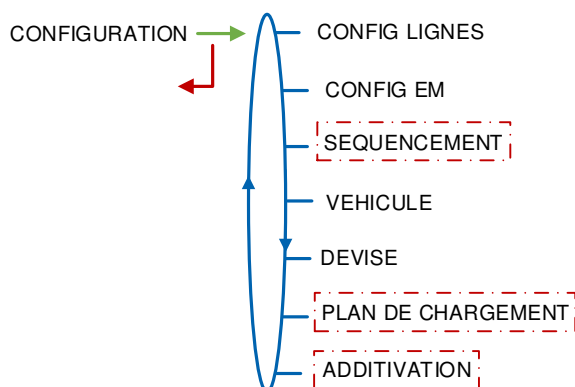 CONFIGURATION
CONFIG LIGNES
CONFIG EM
SEQUENCEMENT
VEHICULE
DEVISE
PLAN DE CHARGEMENT
ADDITIVATION